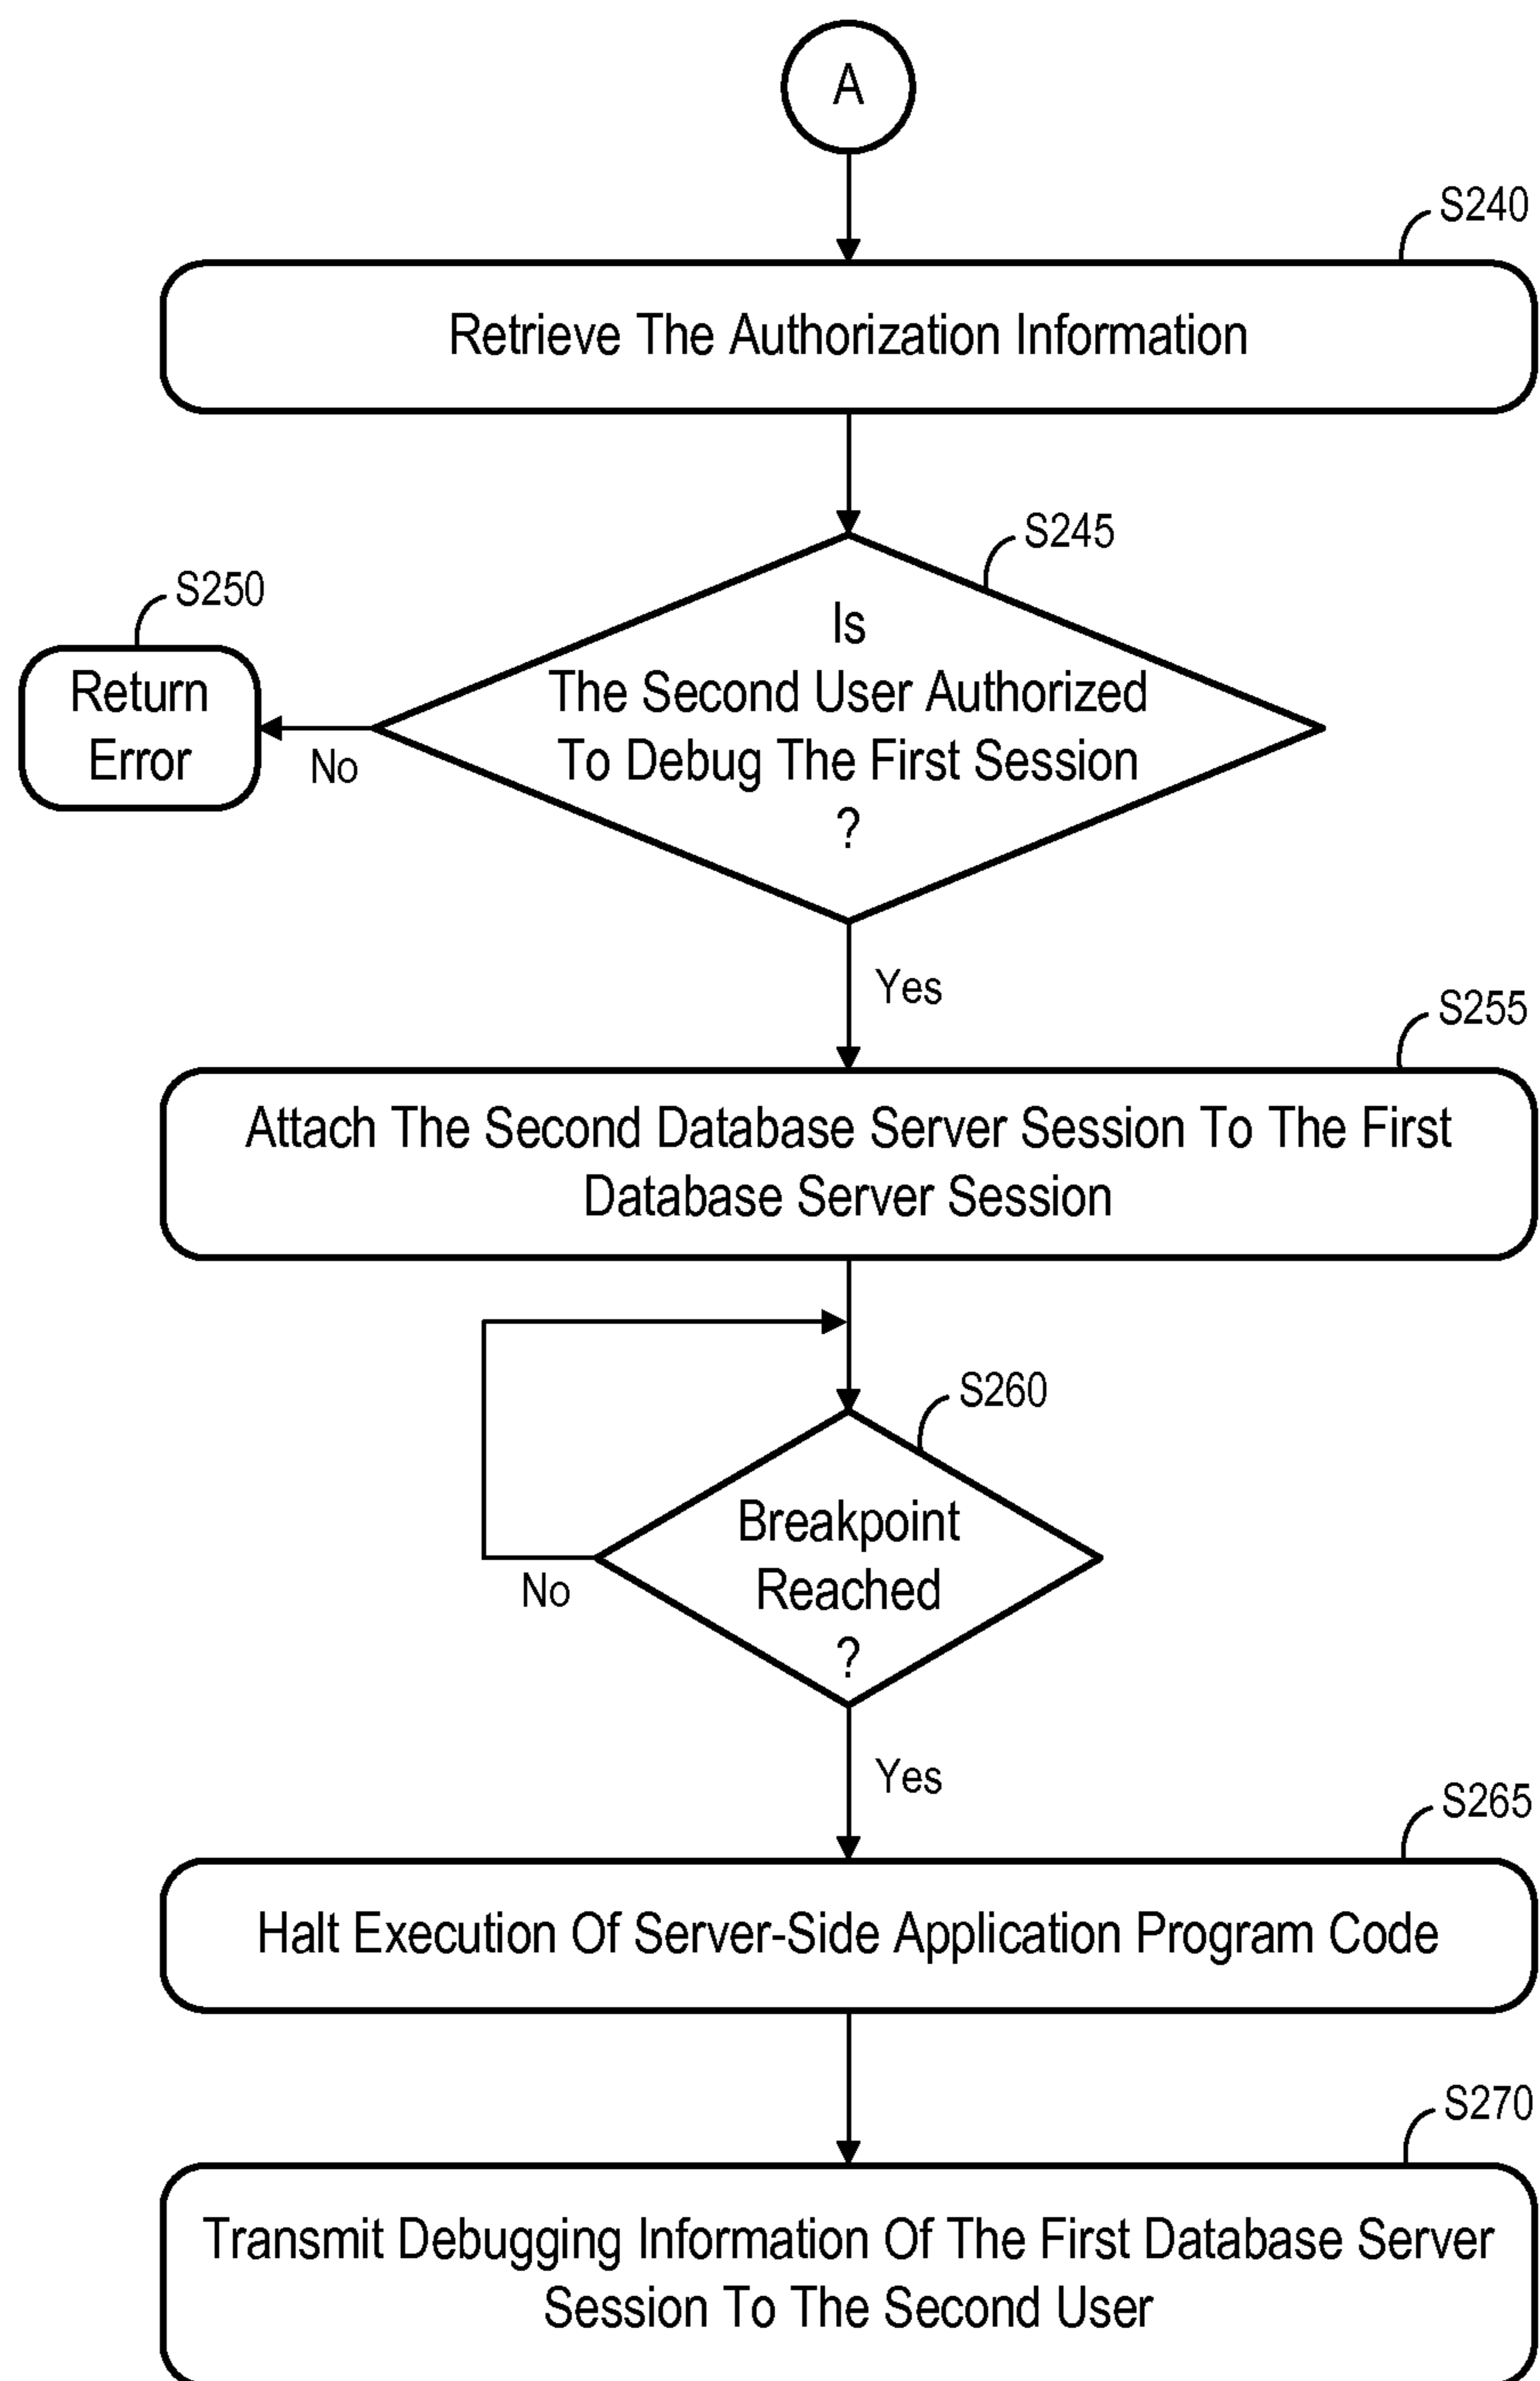 A
S240
Retrieve The Authorization Information
S245
Is
The Second User Authorized
To Debug The First Session
?
S250
Return
Error
No
Yes
S255
Attach The Second Database Server Session To The First
Database Server Session
S260
Breakpoint
Reached
?
No
Yes
S265
Halt Execution Of Server-Side Application Program Code
S270
Transmit Debugging Information Of The First Database Server
Session To The Second User